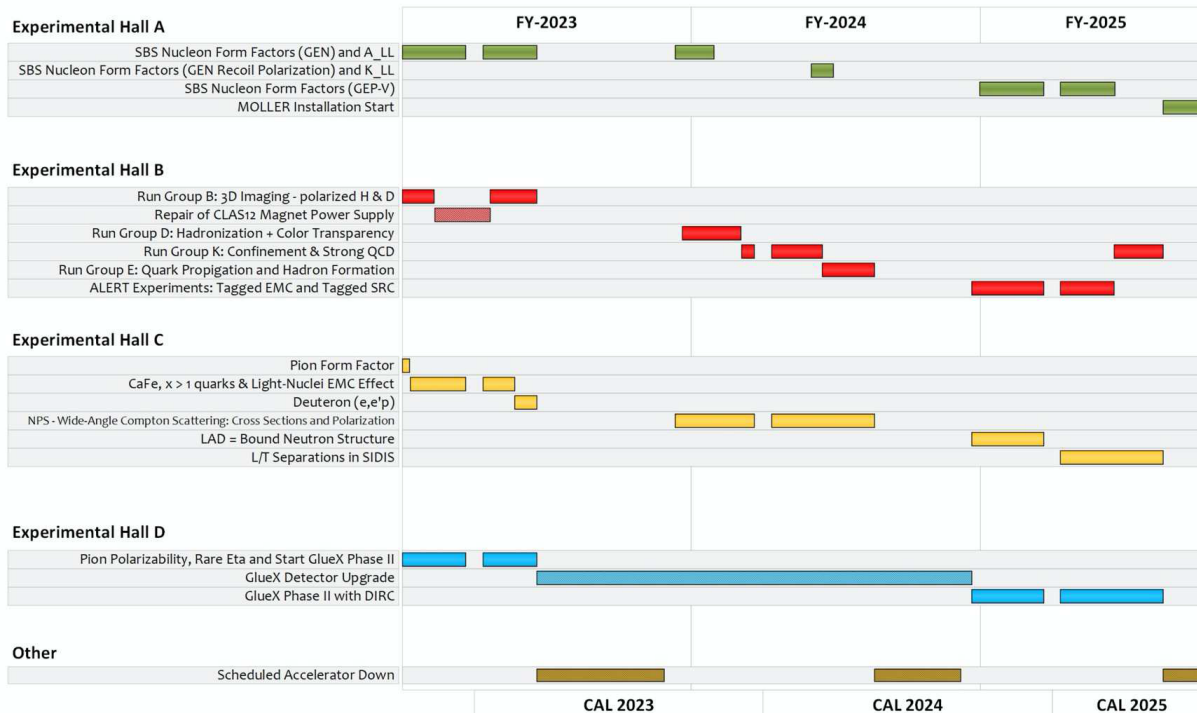 Experimental Hall A
FY-2023 FY-2024 FY-2025
SBS Nucleon Form Factors (GEN) and A_LL
SBS Nucleon Form Factors (GEN Recoil Polarization) and K_LL
SBS Nucleon Form Factors (GEP-V)
MOLLER Installation Start
Experimental Hall B
Run Group B: 3D Imaging - polarized H & D
Repair of CLAS12 Magnet Power Supply
Run Group D: Hadronization + Color Transparency
Run Group K: Confinement & Strong QCD
Run Group E: Quark Propigation and Hadron Formation
ALERT Experiments: Tagged EMC and Tagged SRC
Experimental Hall C
Pion Form Factor
CaFe, x > 1 quarks & Light-Nuclei EMC Effect
Deuteron (e,e'p)
NPS - Wide-Angle Compton Scattering: Cross Sections and Polarization
LAD = Bound Neutron Structure
L/T Separations in SIDIS
Experimental Hall D
Pion Polarizability, Rare Eta and Start GlueX Phase II
GlueX Detector Upgrade
GlueX Phase II with DIRC
Other
Scheduled Accelerator Down
CAL 2023 CAL 2024 CAL 2025